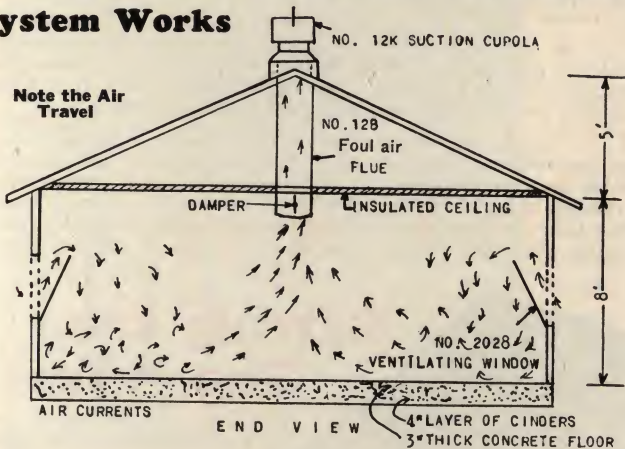 ystem Works
NO. 12K SUCTION CUPOLA
Note the Air
Travel
NO. 12B
Foul air
FLUE
5'
DAMPER
INSULATED CEILING
8'
NO. 2028
VENTILATING WINDOW
AIR CURRENTS
END VIEW
4" LAYER OF CINDERS
3" THICK CONCRETE FLOOR